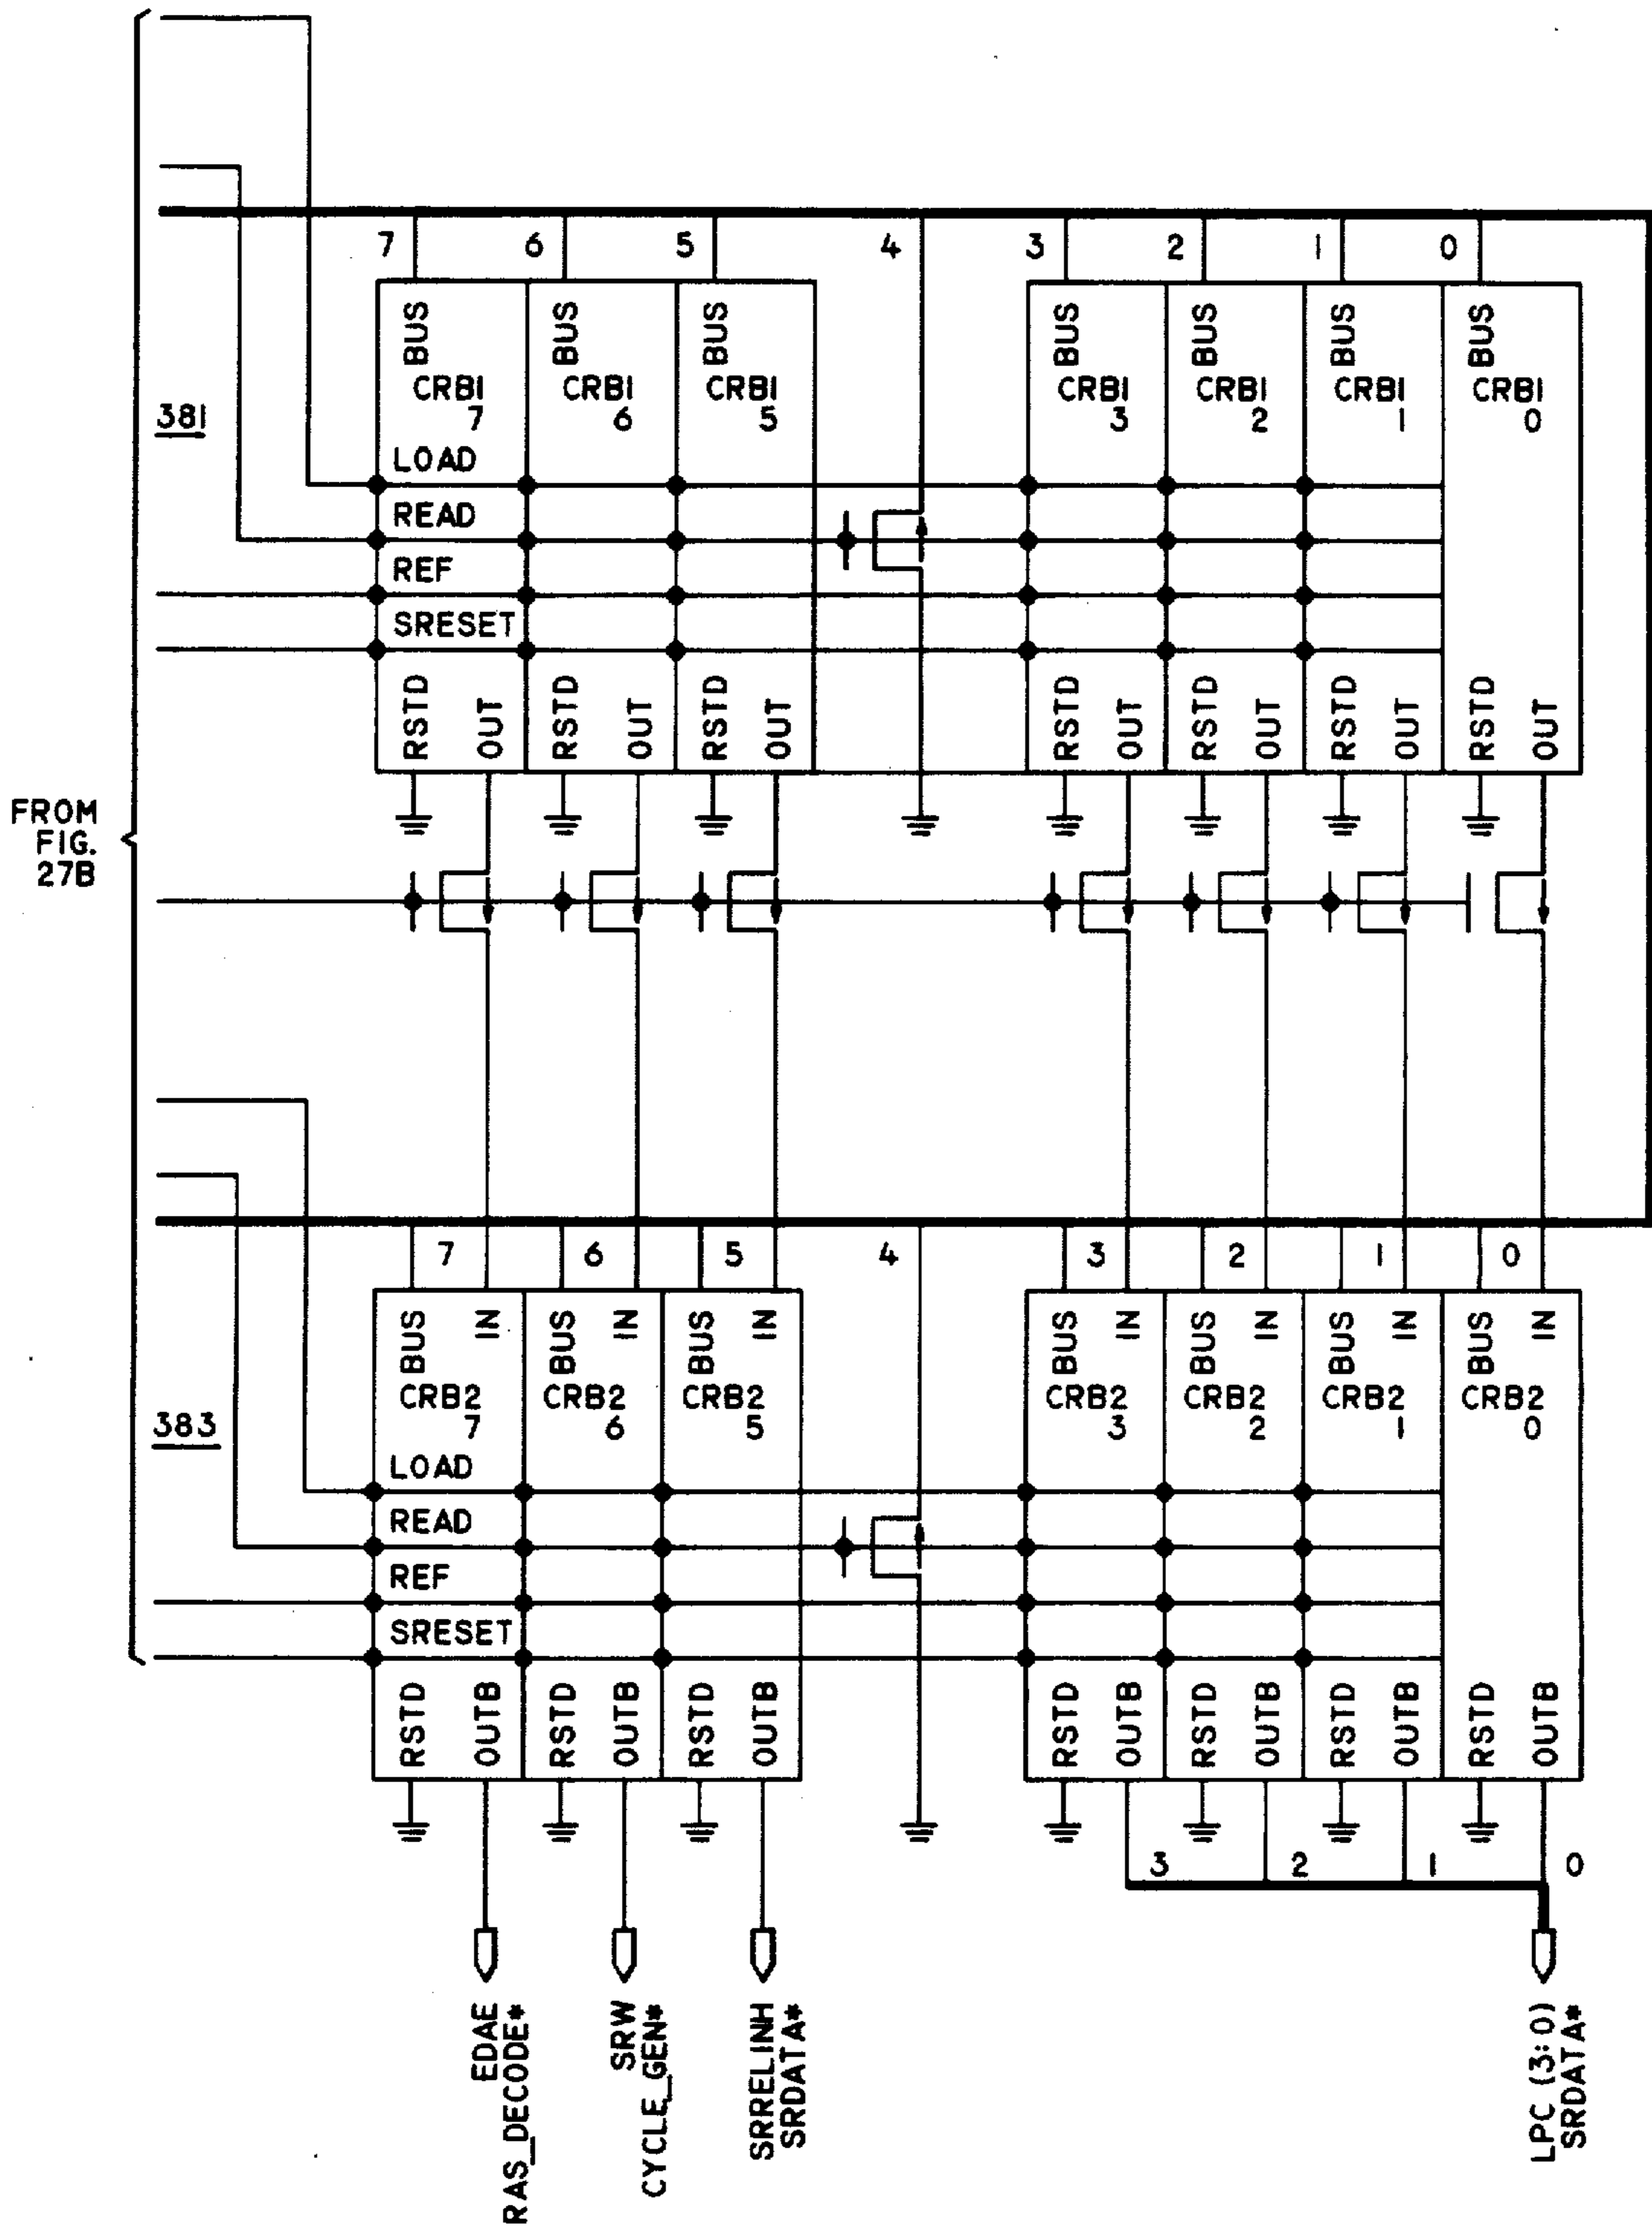 7 6 5 4 3 2 1 0
BUS BUS BUS BUS BUS BUS BUS
CRB1 CRB1 CRB1 CRB1 CRB1 CRB1 CRB1
7 6 5 3 2 1 0
381
LOAD
READ
REF
SRESET
RSTD OUT RSTD OUT RSTD OUT RSTD OUT RSTD OUT RSTD OUT RSTD OUT
FROM
FIG.
27B
7 6 5 4 3 2 1 0
BUS IN BUS IN BUS IN BUS IN BUS IN BUS IN BUS IN
CRB2 CRB2 CRB2 CRB2 CRB2 CRB2 CRB2
7 6 5 3 2 1 0
383
LOAD
READ
REF
SRESET
RSTD OUTB RSTD OUTB RSTD OUTB RSTD OUTB RSTD OUTB RSTD OUTB RSTD OUTB
3 2 1 0
EDAE
RAS_DECODE*
SRW
CYCLE_GEN*
SRRELINH
SRDATA*
LPC (3:0)
SRDATA*